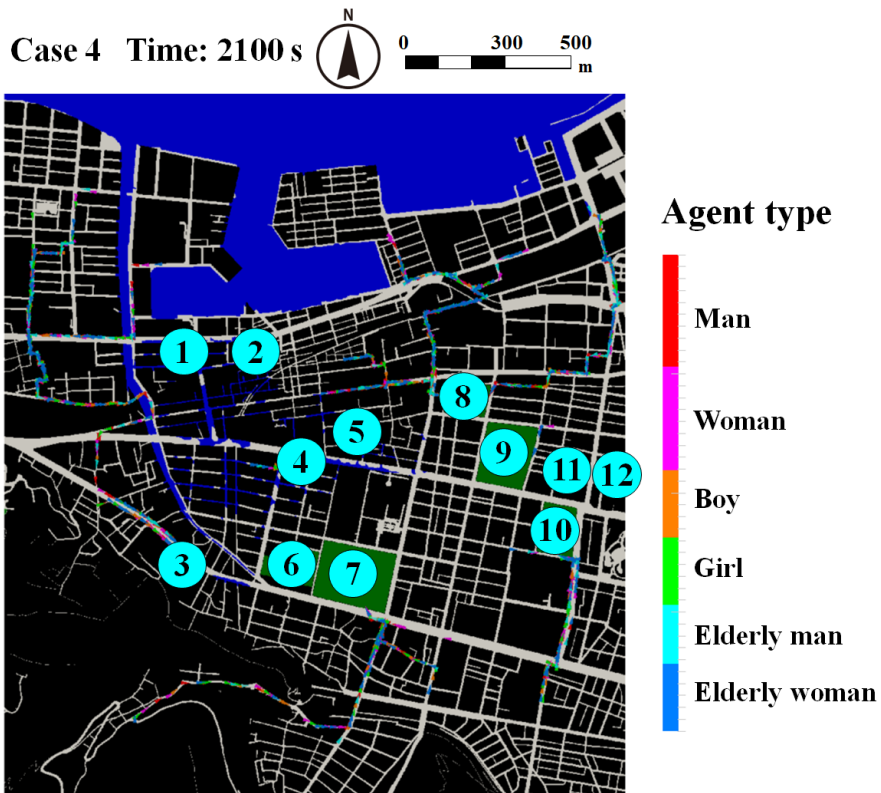 N
Case 4 Time: 2100 s
0 300 500
m
Agent type
Man
Woman
Boy
Girl
Elderly man
Elderly woman
1
2
8
5
9
4
11
12
10
3
6
7